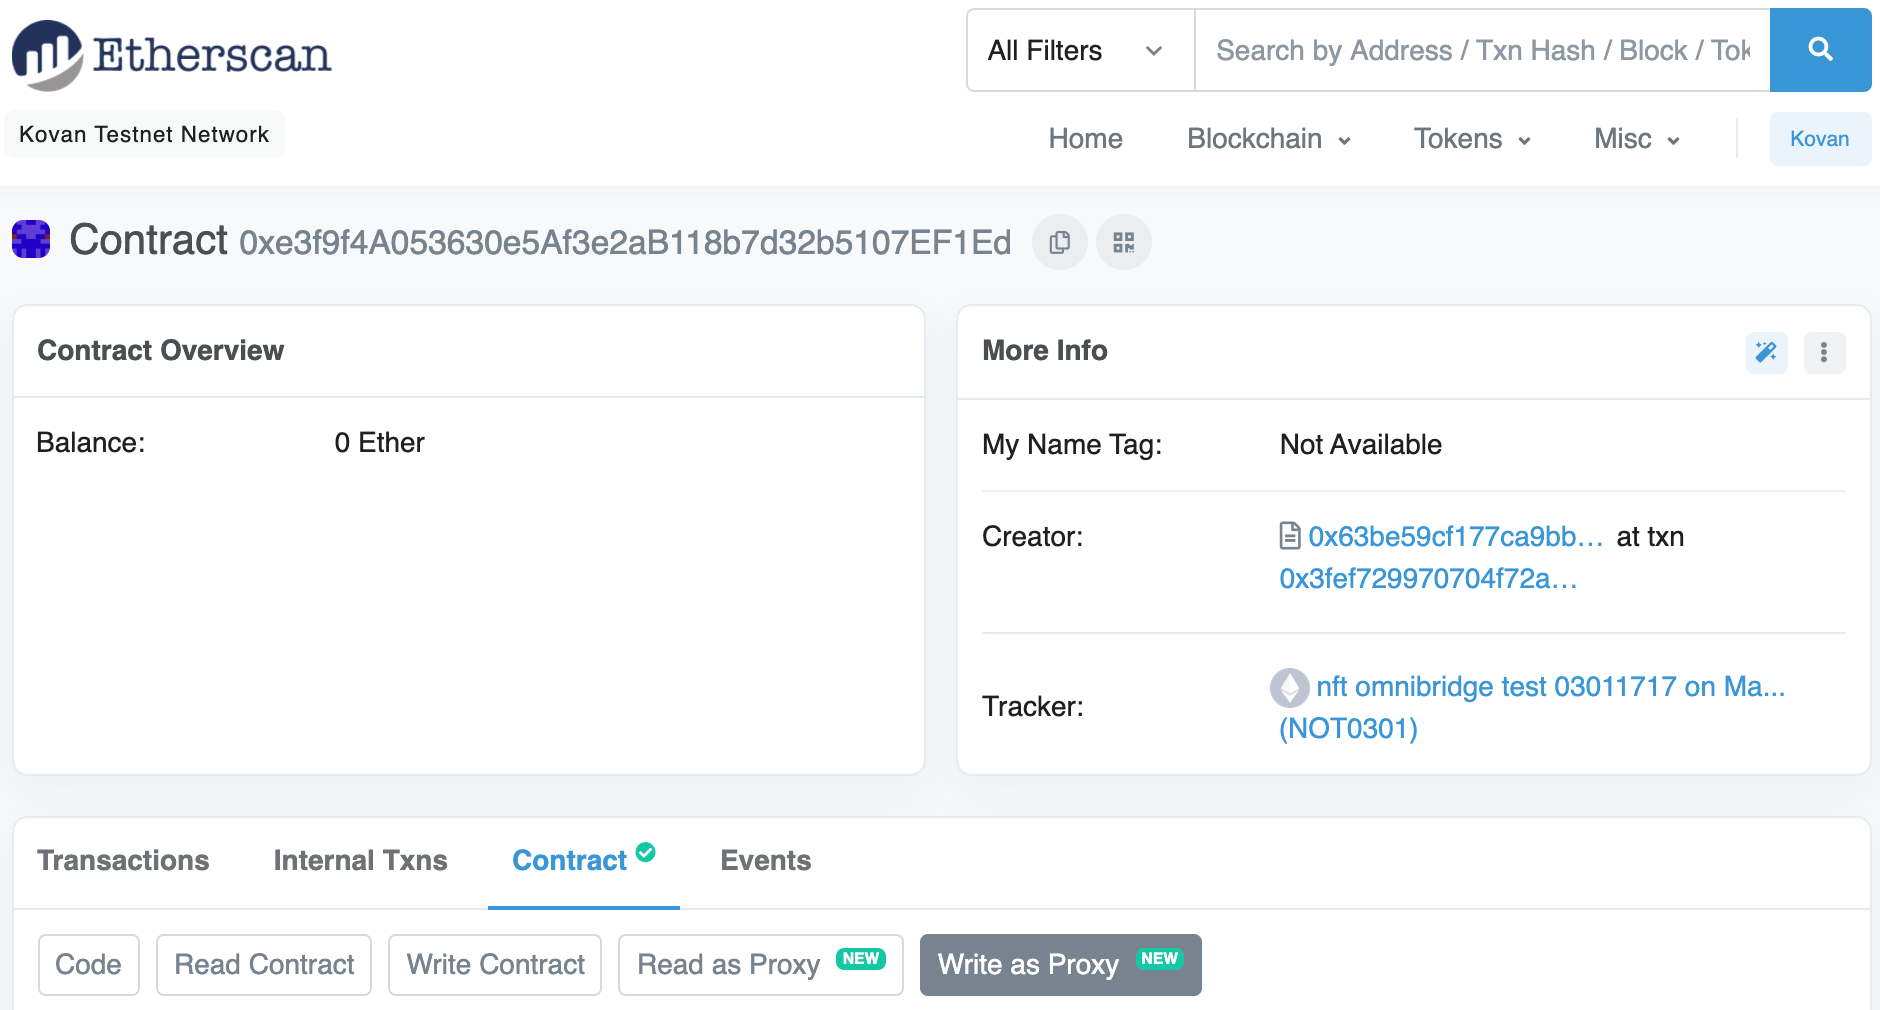 Etherscan
All Filters
Search by Address / Txn Hash / Block / Tok
Kovan Testnet Network
Home Blockchain Tokens Misc Kovan
Contract 0xe3f9f4A053630e5Af3e2aB118b7d32b5107EF1Ed
Contract Overview
Balance: 0 Ether
More Info
My Name Tag: Not Available
Creator: 0x63be59cf177ca9bb... at txn
0x3fef729970704f72a...
Tracker: nft omnibridge test 03011717 on Ma...
(NOT0301)
Transactions Internal Txns Contract Events
Code Read Contract Write Contract Read as Proxy NEW Write as Proxy NEW